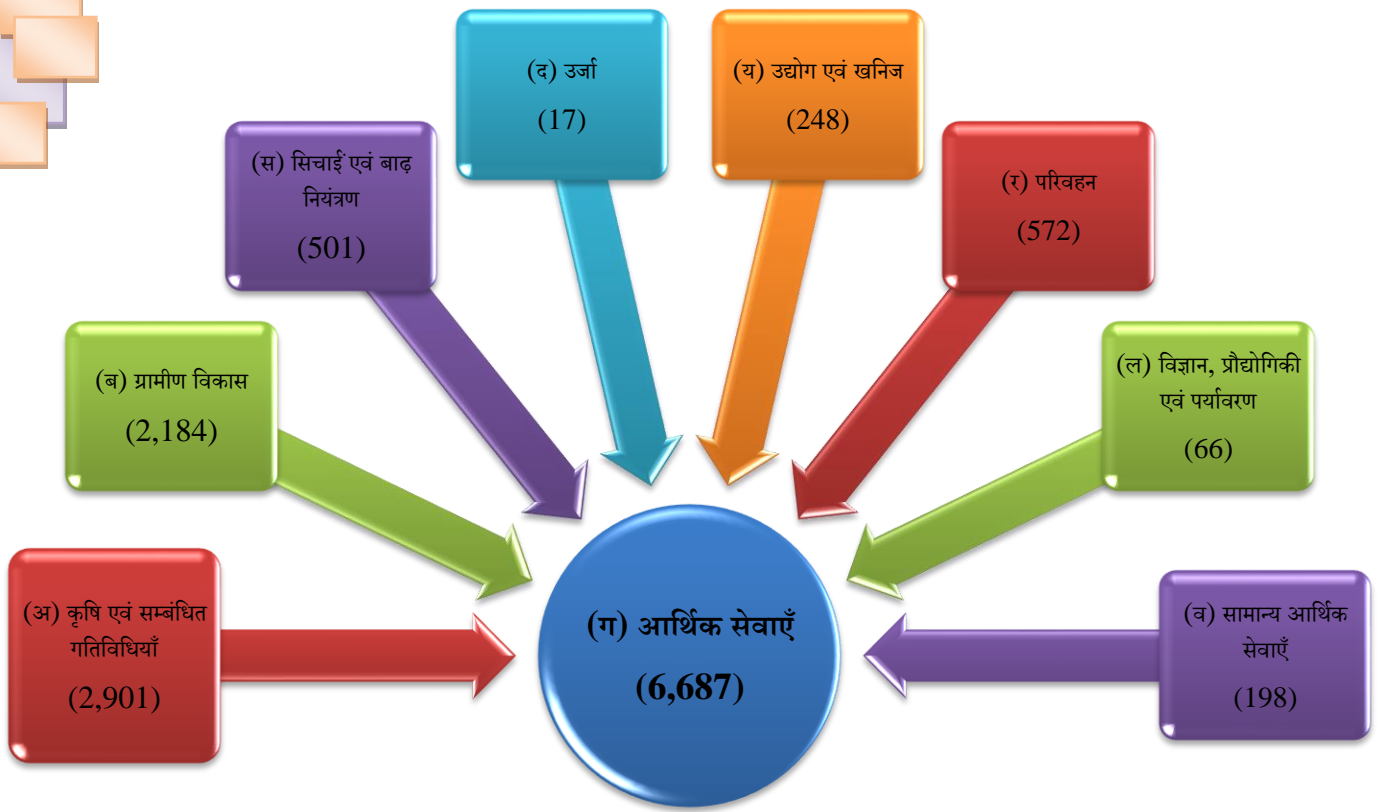 (द) उर्जा
(17)
(य) उद्योग एवं खनिज
(248)
(स) सिचाईं एवं बाढ़
नियंत्रण
(501)
(र) परिवहन
(572)
(ब) ग्रामीण विकास
(2,184)
(ल) विज्ञान, प्रौद्योगिकी
एवं पर्यावरण
(66)
(अ) कृषि एवं सम्बंधित
गतिविधियाँ
(2,901)
(ग) आर्थिक सेवाएँ
(6,687)
(व) सामान्य आर्थिक
सेवाएँ
(198)